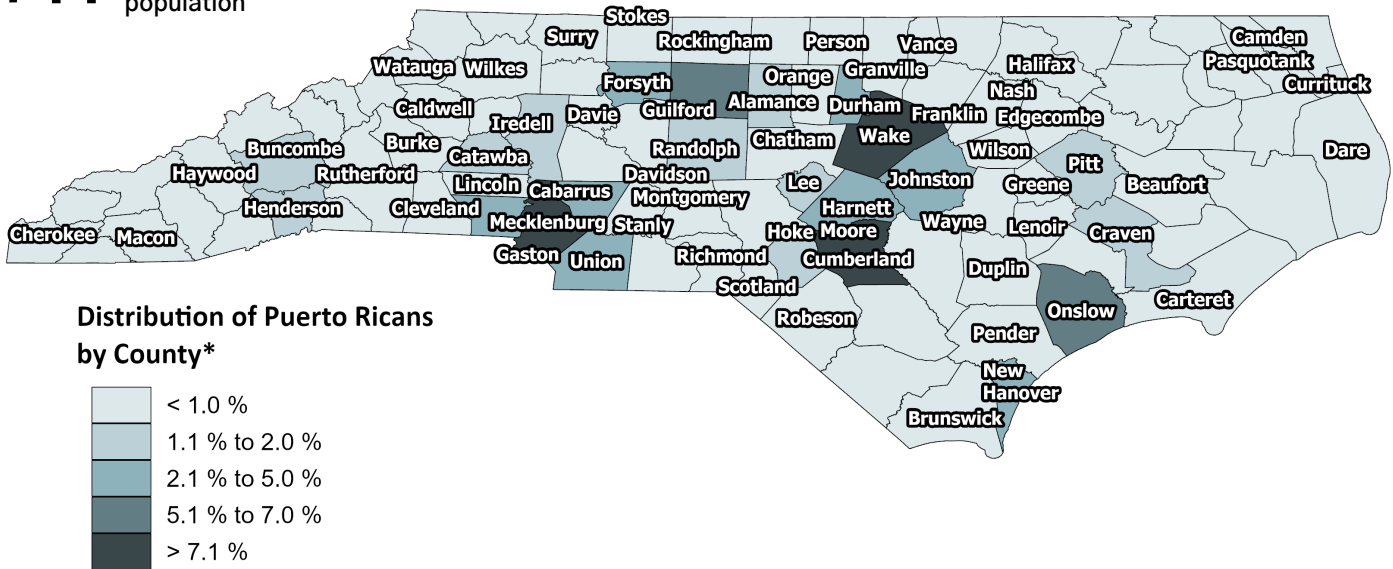 population
Stokes
Surry
Rockingham
Person
Vance
Camden
Watauga
Wilkes
Forsyth
Orange
Granville
Halifax
Pasquotank
Currituck
Caldwell
Iredell
Davie
Guilford
Alamance
Durham
Franklin
Nash
Edgecombe
Buncombe
Burke
Catawba
Randolph
Chatham
Wake
Wilson
Pitt
Dare
Haywood
Rutherford
Lincoln
Cabarrus
Davidson
Montgomery
Lee
Johnston
Greene
Beaufort
Henderson
Cleveland
Mecklenburg
Stanly
Harnett
Wayne
Lenoir
Craven
Cherokee
Macon
Gaston
Union
Richmond
Hoke
Moore
Cumberland
Duplin
Scotland
Robeson
Onslow
Carteret
Pender
New
Hanover
Brunswick
Distribution of Puerto Ricans
by County*
< 1.0 %
1.1 % to 2.0 %
2.1 % to 5.0 %
5.1 % to 7.0 %
> 7.1 %